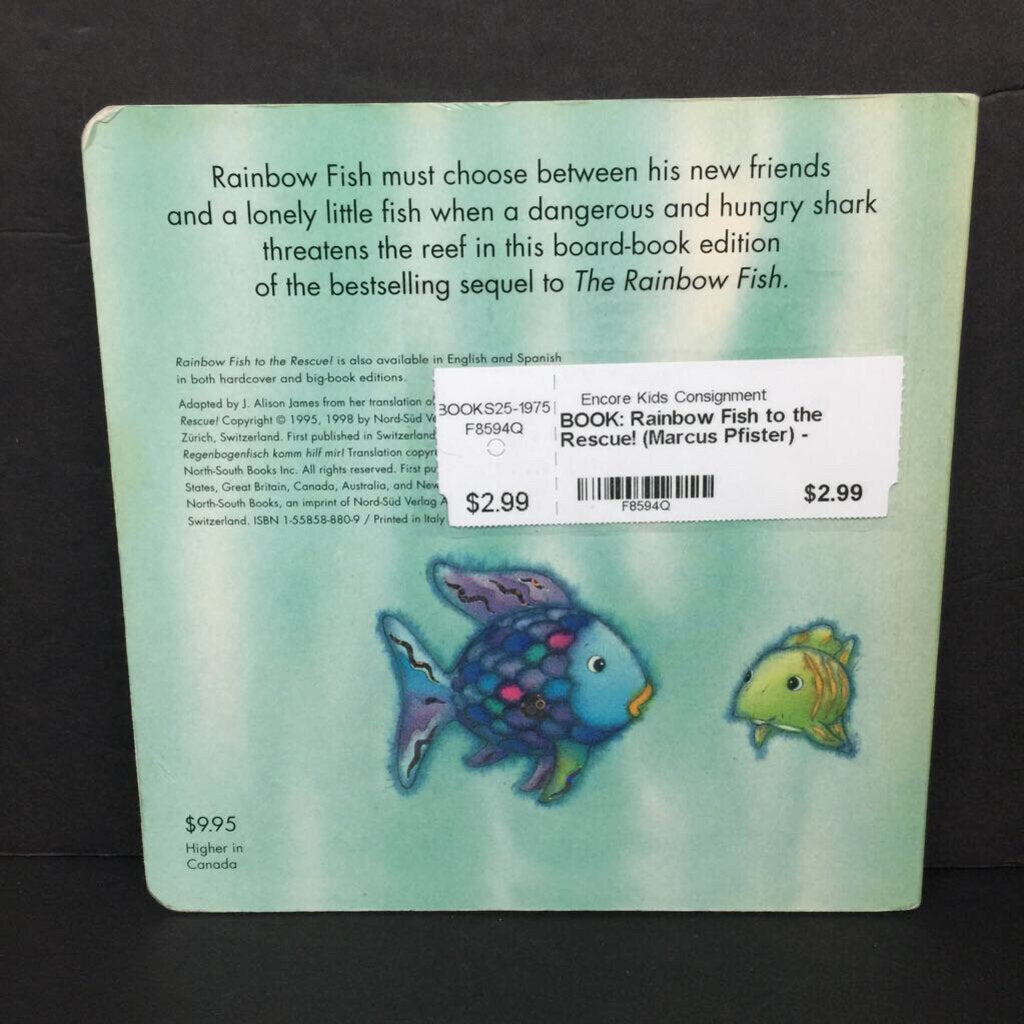 Rainbow Fish must choose between his new friends
and a lonely little fish when a dangerous and hungry shark
threatens the reef in this board-book edition
of the bestselling sequel to The Rainbow Fish.
Rainbow Fish to the Rescue! is also available in English and Spanish
in both hardcover and big-book editions.
Adapted by J. Alison James from her translation of
Rescue! Copyright © 1995, 1998 by Nord-Süd
Zürich, Switzerland. First published in Switzerland
Regenbogenfisch komm hilf mir! Translation
North-South Books Inc. All rights reserved. First
States, Great Britain, Canada, Australia, and New
North-South Books, an imprint of Nord-Süd Verlag A
Switzerland. ISBN 1-55858-880-9 / Printed in Italy
BOOKS25-1975
F8594Q
$2.99
Encore Kids Consignment
BOOK: Rainbow Fish to the
Rescue! (Marcus Pfister) -
F8594Q
$2.99
$9.95
Higher in
Canada